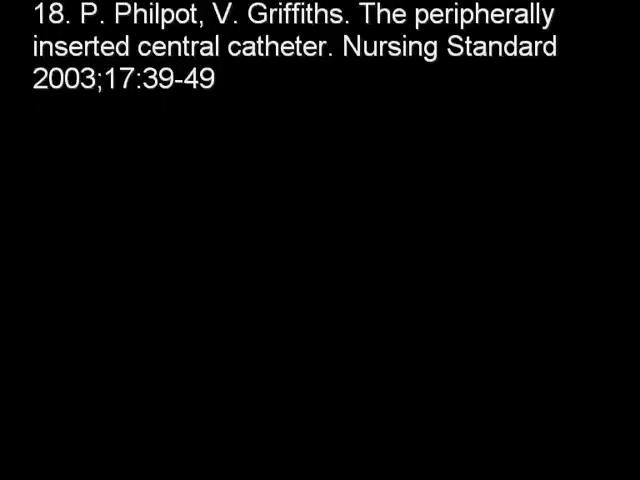 18. P. Philpot, V. Griffiths. The peripherally
inserted central catheter. Nursing Standard
2003;17:39-49